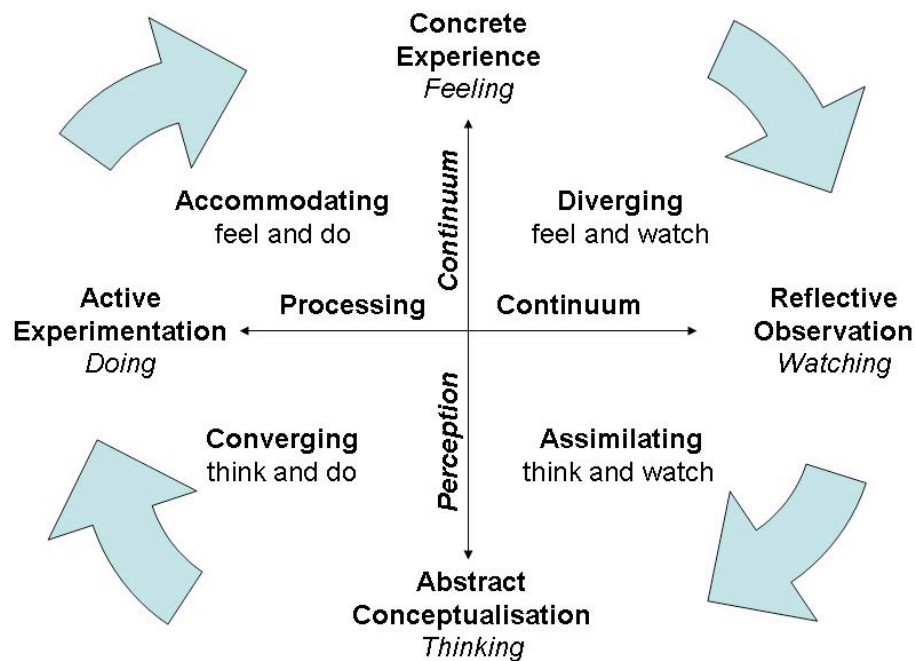 Concrete
Experience
Feeling
Accommodating
feel and do
Continuum
Diverging
feel and watch
Active
Experimentation
Doing
Processing
Continuum
Reflective
Observation
Watching
Converging
think and do
Perception
Assimilating
think and watch
Abstract
Conceptualisation
Thinking